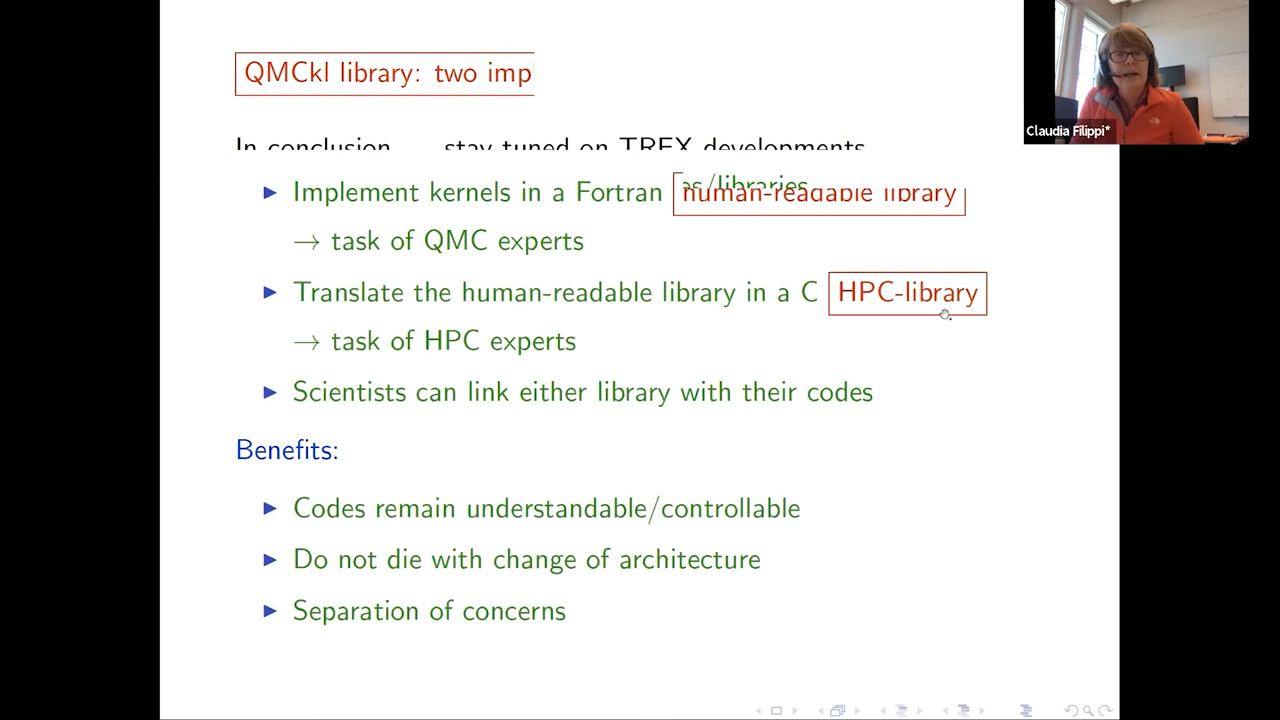 QMCkl library: two imp
Claudia Filippi*
In conclusion stay tuned on TREX developments
es/libraries
Implement kernels in a Fortran human-readable library
→ task of QMC experts
Translate the human-readable library in a C HPC-library
→ task of HPC experts
Scientists can link either library with their codes
Benefits:
Codes remain understandable/controllable
Do not die with change of architecture
Separation of concerns